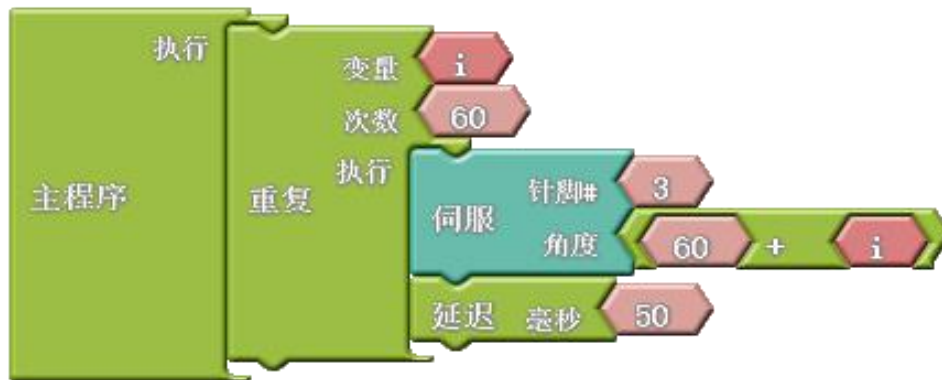 执行
变量 i
次数 60
执行
主程序
重复
伺服
针脚# 3
角度 60 + i
延迟 毫秒 50